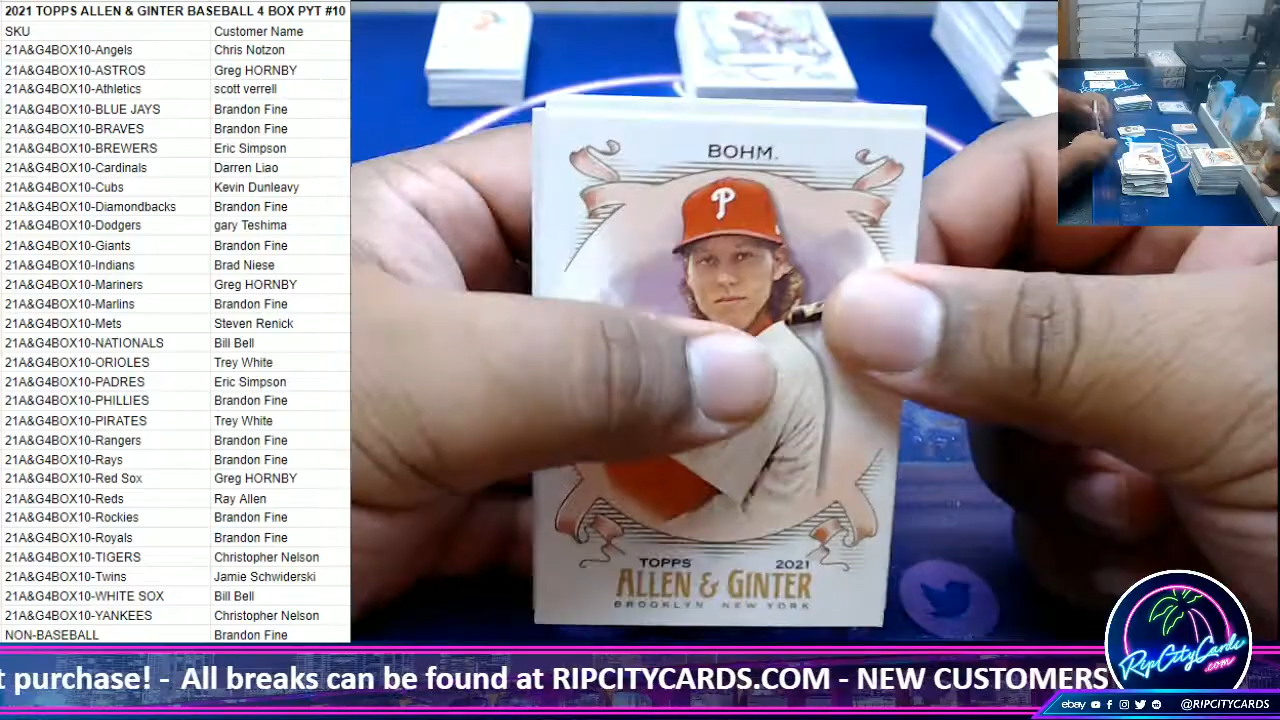 2021 TOPPS ALLEN & GINTER BASEBALL 4 BOX PYT #10
SKU Customer Name
21A&G4BOX10-Angels Chris Notzon
21A&G4BOX10-ASTROS Greg HORNBY
21A&G4BOX10-Athletics scott verrell
21A&G4BOX10-BLUE JAYS Brandon Fine
21A&G4BOX10-BRAVES Brandon Fine
21A&G4BOX10-BREWERS Eric Simpson
21A&G4BOX10-Cardinals Darren Liao
21A&G4BOX10-Cubs Kevin Dunleavy
21A&G4BOX10-Diamondbacks Brandon Fine
21A&G4BOX10-Dodgers gary Teshima
21A&G4BOX10-Giants Brandon Fine
21A&G4BOX10-Indians Brad Niese
21A&G4BOX10-Mariners Greg HORNBY
21A&G4BOX10-Marlins Brandon Fine
21A&G4BOX10-Mets Steven Renick
21A&G4BOX10-NATIONALS Bill Bell
21A&G4BOX10-ORIOLES Trey White
21A&G4BOX10-PADRES Eric Simpson
21A&G4BOX10-PHILLIES Brandon Fine
21A&G4BOX10-PIRATES Trey White
21A&G4BOX10-Rangers Brandon Fine
21A&G4BOX10-Rays Brandon Fine
21A&G4BOX10-Red Sox Greg HORNBY
21A&G4BOX10-Reds Ray Allen
21A&G4BOX10-Rockies Brandon Fine
21A&G4BOX10-Royals Brandon Fine
21A&G4BOX10-TIGERS Christopher Nelson
21A&G4BOX10-Twins Jamie Schwiderski
21A&G4BOX10-WHITE SOX Bill Bell
21A&G4BOX10-YANKEES Christopher Nelson
NON-BASEBALL Brandon Fine
BOHM.
P
TOPPS 2021
ALLEN & GINTER
BROOKLYN NEW YORK
t purchase! - All breaks can be found at RIPCITYCARDS.COM - NEW CUSTOMERS
RipCityCards
.com
ebay @RIPCITYCARDS